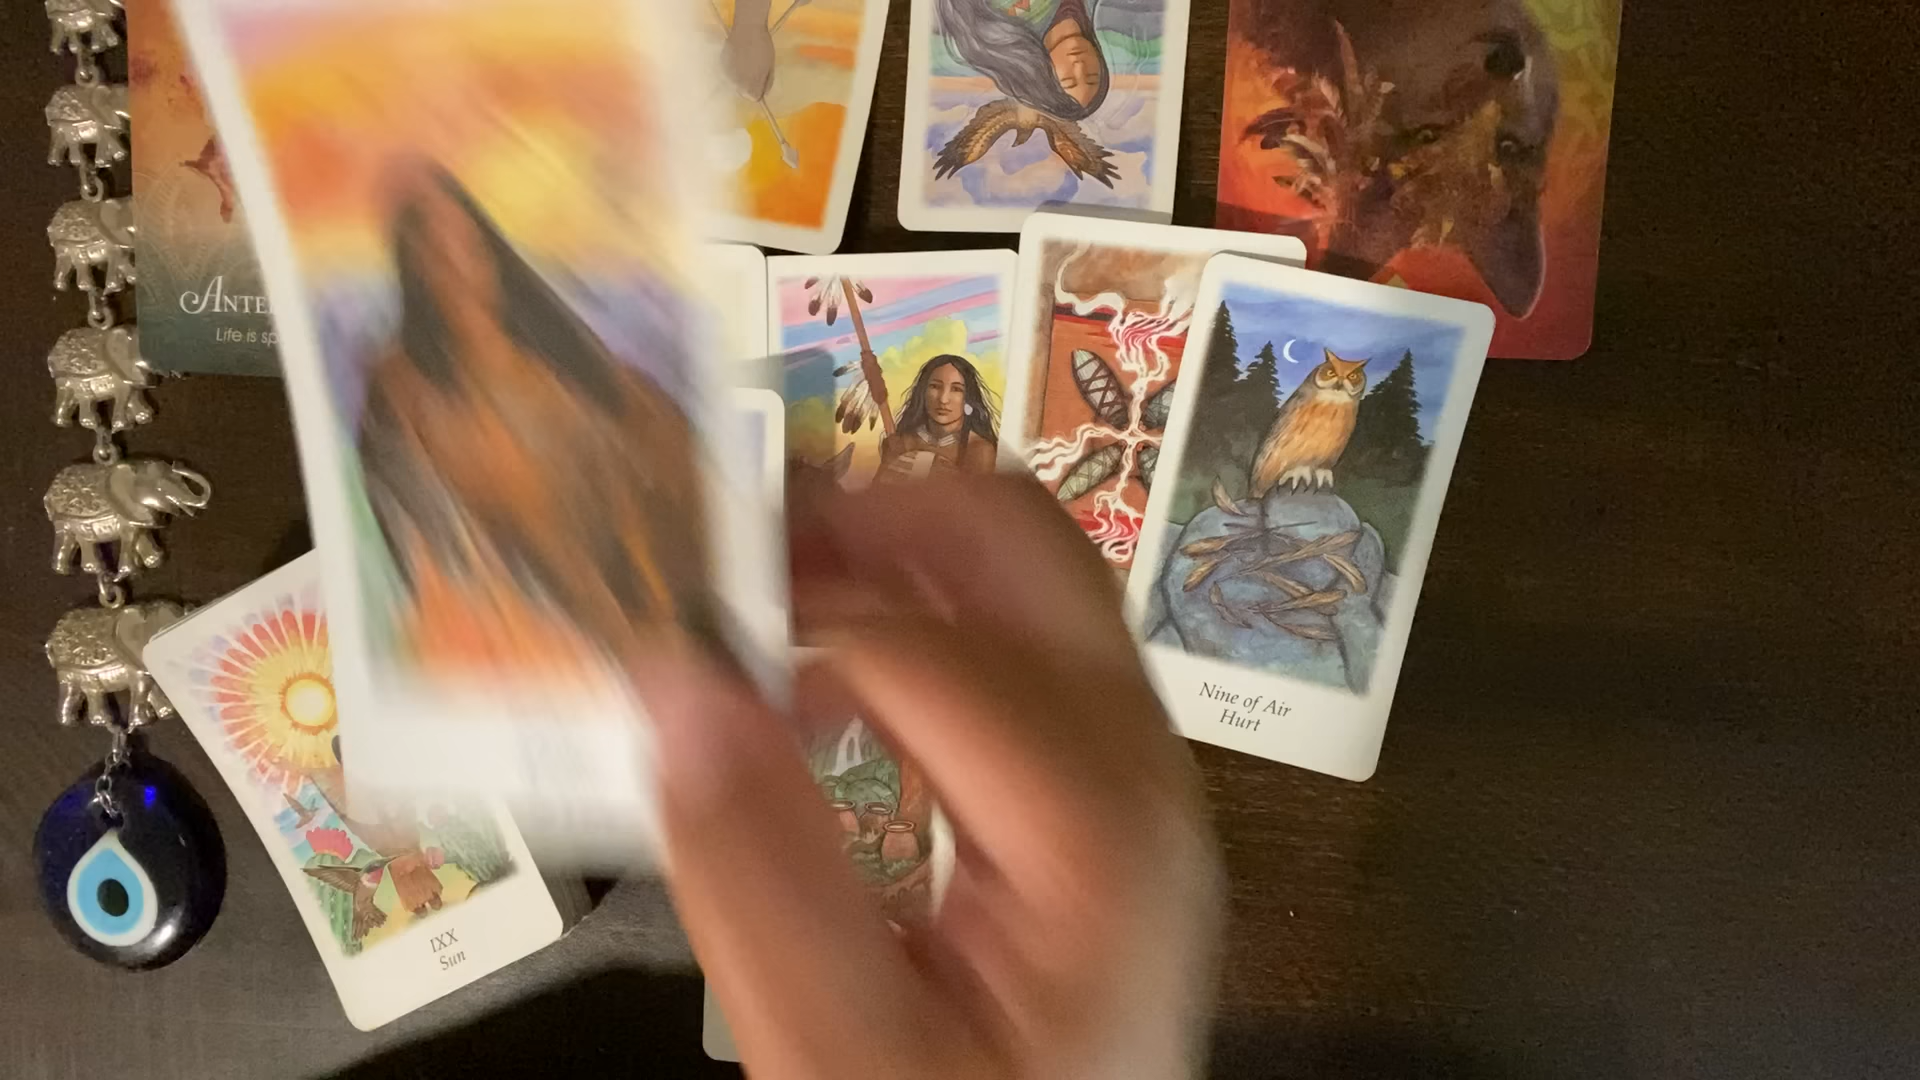 ANTE
Life is sp
Nine of Air
Hurt
IXX
Sun